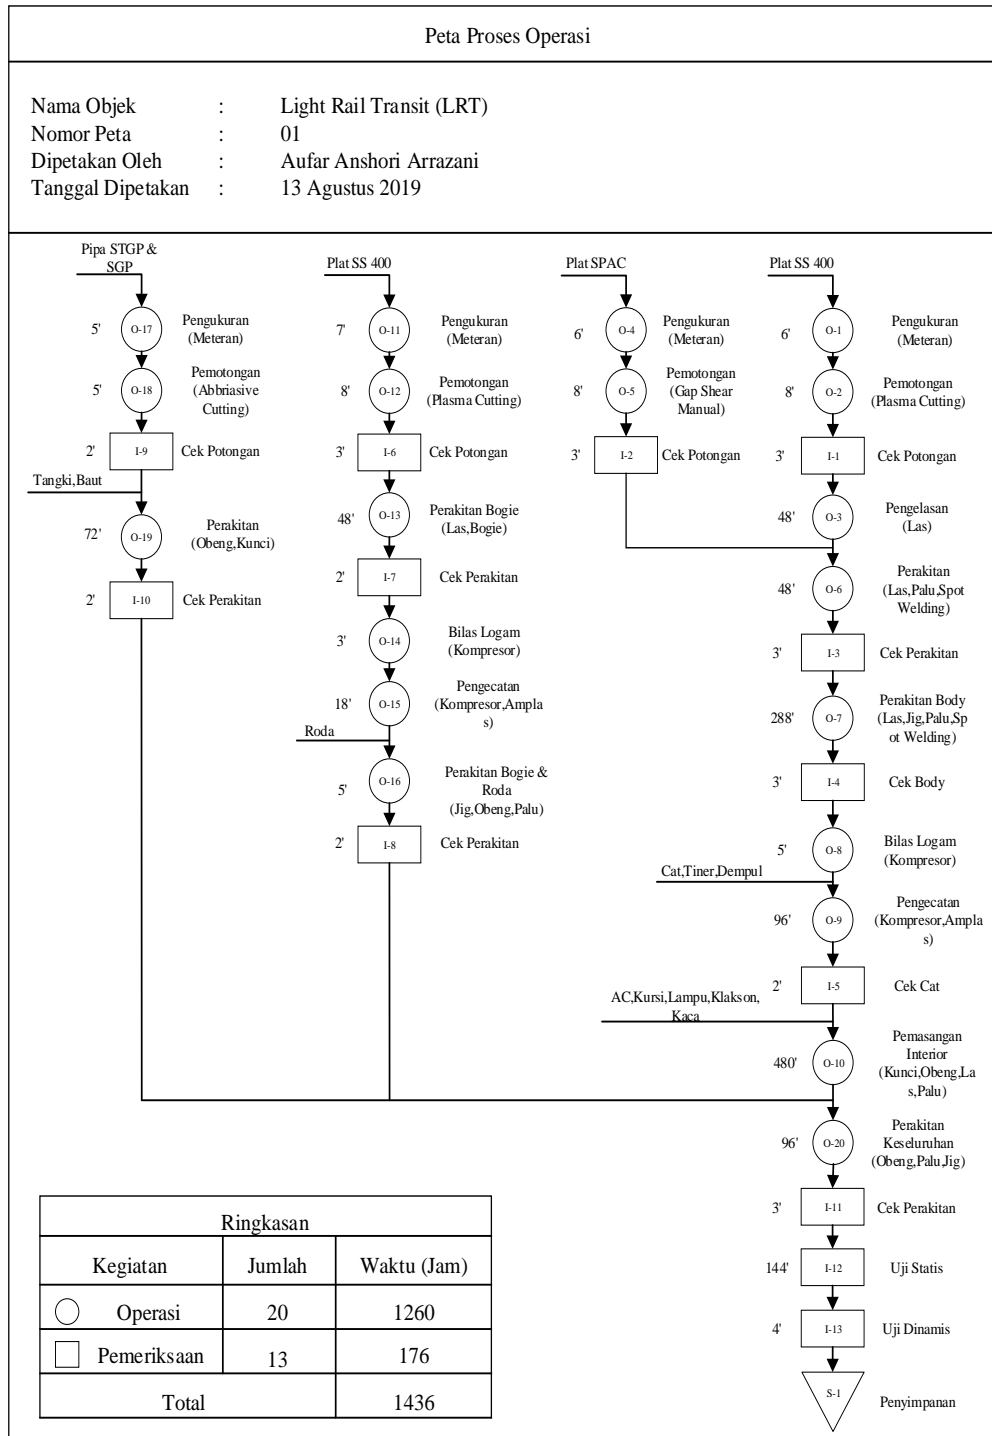 Peta Proses Operasi
Nama Objek : Light Rail Transit (LRT)
Nomor Peta : 01
Dipetakan Oleh : Aufar Anshori Arrazani
Tanggal Dipetakan : 13 Agustus 2019
Pipa STGP &
SGP
5'
O-17
Pengukuran
(Meteran)
5'
O-18
Pemotongan
(Abbriasive
Cutting)
2'
I-9
Cek Potongan
Tangki,Baut
72'
O-19
Perakitan
(Obeng,Kunci)
2'
I-10
Cek Perakitan
Plat SS 400
7'
O-11
Pengukuran
(Meteran)
8'
O-12
Pemotongan
(Plasma Cutting)
3'
I-6
Cek Potongan
48'
O-13
Perakitan Bogie
(Las,Bogie)
2'
I-7
Cek Perakitan
3'
O-14
Bilas Logam
(Kompresor)
18'
O-15
Pengecatan
(Kompresor,Ampla
s)
Roda
5'
O-16
Perakitan Bogie &
Roda
(Jig,Obeng,Palu)
2'
I-8
Cek Perakitan
Plat SPAC
6'
O-4
Pengukuran
(Meteran)
8'
O-5
Pemotongan
(Gap Shear
Manual)
3'
I-2
Cek Potongan
Plat SS 400
6'
O-1
Pengukuran
(Meteran)
8'
O-2
Pemotongan
(Plasma Cutting)
3'
I-1
Cek Potongan
48'
O-3
Pengelasan
(Las)
48'
O-6
Perakitan
(Las,Palu,Spot
Welding)
3'
I-3
Cek Perakitan
288'
O-7
Perakitan Body
(Las,Jig,Palu,Sp
ot Welding)
3'
I-4
Cek Body
5'
O-8
Bilas Logam
(Kompresor)
Cat,Tiner,Dempul
96'
O-9
Pengecatan
(Kompresor,Ampla
s)
2'
I-5
Cek Cat
AC,Kursi,Lampu,Klakson,
Kaca
480'
O-10
Pemasangan
Interior
(Kunci,Obeng,La
s,Palu)
96'
O-20
Perakitan
Keseluruhan
(Obeng,Palu,Jig)
3'
I-11
Cek Perakitan
144'
I-12
Uji Statis
4'
I-13
Uji Dinamis
S-1
Penyimpanan
Ringkasan
Kegiatan Jumlah Waktu (Jam)
Operasi 20 1260
Pemeriksaan 13 176
Total 1436